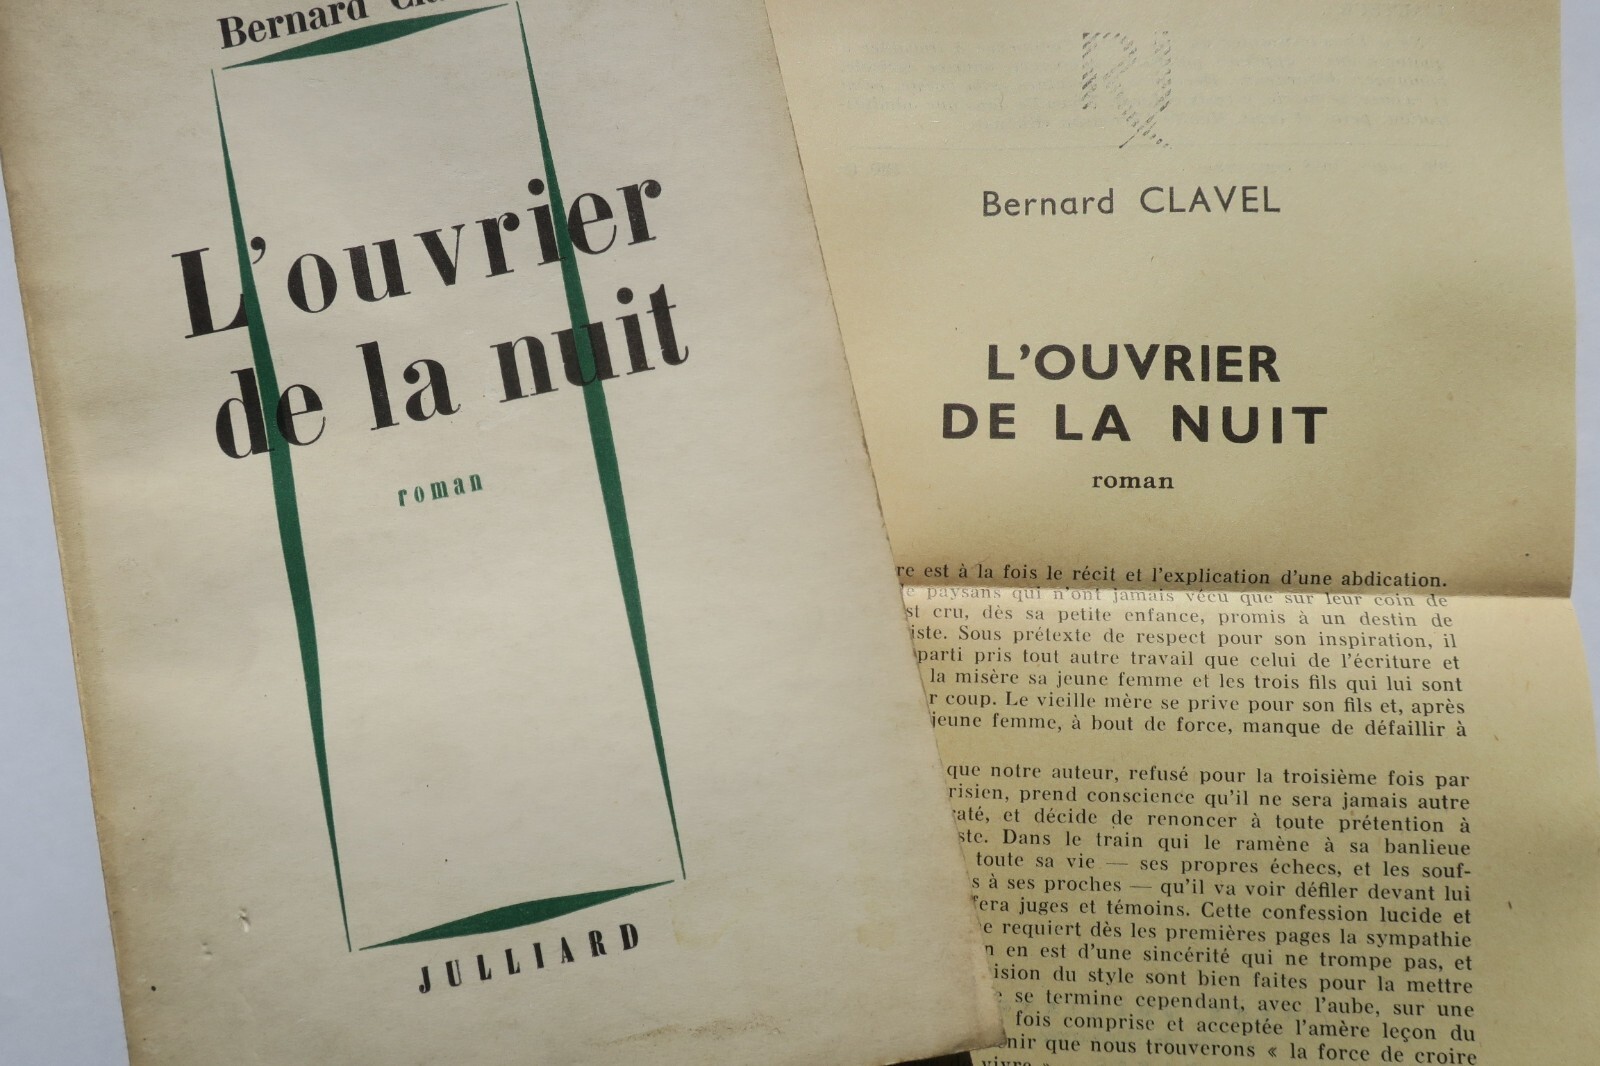 Bernard
L'ouvrier
de la nuit
roman
JULLIARD
RJ
Bernard CLAVEL
L'OUVRIER
DE LA NUIT
roman
est à la fois le récit et l'explication d'une abdication.
paysans qui n'ont jamais vécu que sur leur coin de
cru, dès sa petite enfance, promis à un destin de
Sous prétexte de respect pour son inspiration, il
parti pris tout autre travail que celui de l'écriture et
la misère sa jeune femme et les trois fils qui lui sont
coup. Le vieille mère se prive pour son fils et, après
jeune femme, à bout de force, manque de défaillir à
que notre auteur, refusé pour la troisième fois par
prend conscience qu'il ne sera jamais autre
et décide de renoncer à toute prétention à
Dans le train qui le ramène à sa banlieue
toute sa vie — ses propres échecs, et les souf-
à ses proches — qu'il va voir défiler devant lui
juges et témoins. Cette confession lucide et
requiert dès les premières pages la sympathie
en est d'une sincérité qui ne trompe pas, et
du style sont bien faites pour la mettre
se termine cependant, avec l'aube, sur une
fois comprise et acceptée l'amère leçon du
que nous trouverons « la force de croire
vivre »